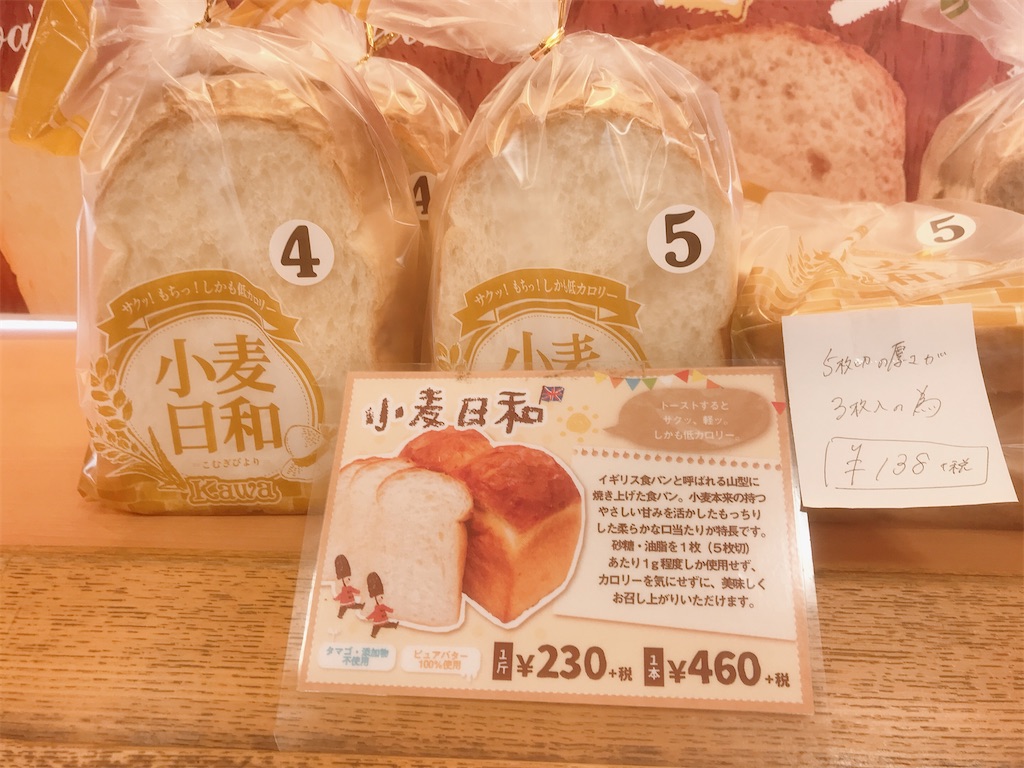 4
サクッ！もちっ！しかも低カロリー
小麦
日和
こむぎびより
Kawa
4
5
サクッ！もちっ！しかも低カロリー
小麦
5
5枚切の厚さが
3枚入の為
¥138+税
小麦日和
トーストすると
サクッ、軽ッ。
しかも低カロリー
イギリス食パンと呼ばれる山型に
焼き上げた食パン。小麦本来の持つ
やさしい甘みを活かしたもっちり
した柔らかな口当たりが特長です。
砂糖・油脂を1枚（5枚切）
あたり1g程度しか使用せず、
カロリーを気にせずに、美味しく
お召し上がりいただけます。
タマゴ・添加物
不使用
ピュアバター
100%使用
1斤 ¥230+税 1本 ¥460+税